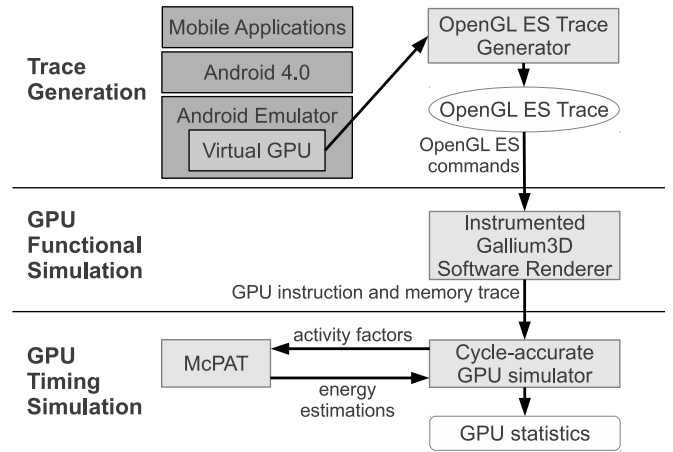 Trace
Generation
Mobile Applications
Android 4.0
Android Emulator
Virtual GPU
OpenGL ES Trace
Generator
OpenGL ES Trace
OpenGL ES
commands
GPU
Functional
Simulation
Instrumented
Gallium3D
Software Renderer
GPU instruction and memory trace
GPU
Timing
Simulation
McPAT
activity factors
energy
estimations
Cycle-accurate
GPU simulator
GPU statistics